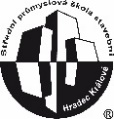 Střední průmyslová škola stavební
Hradec Králové
®